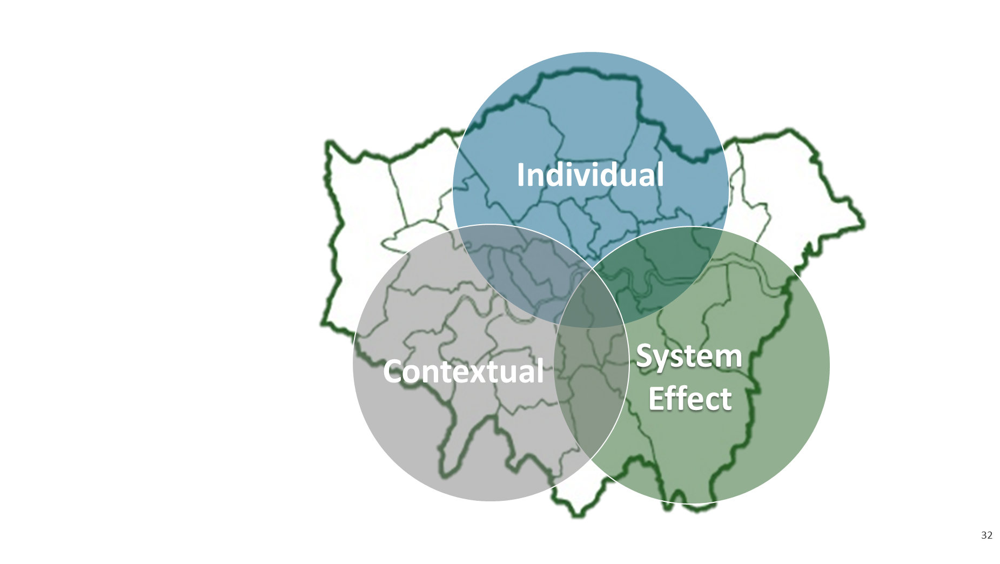 Individual
Contextual
System
Effect
32